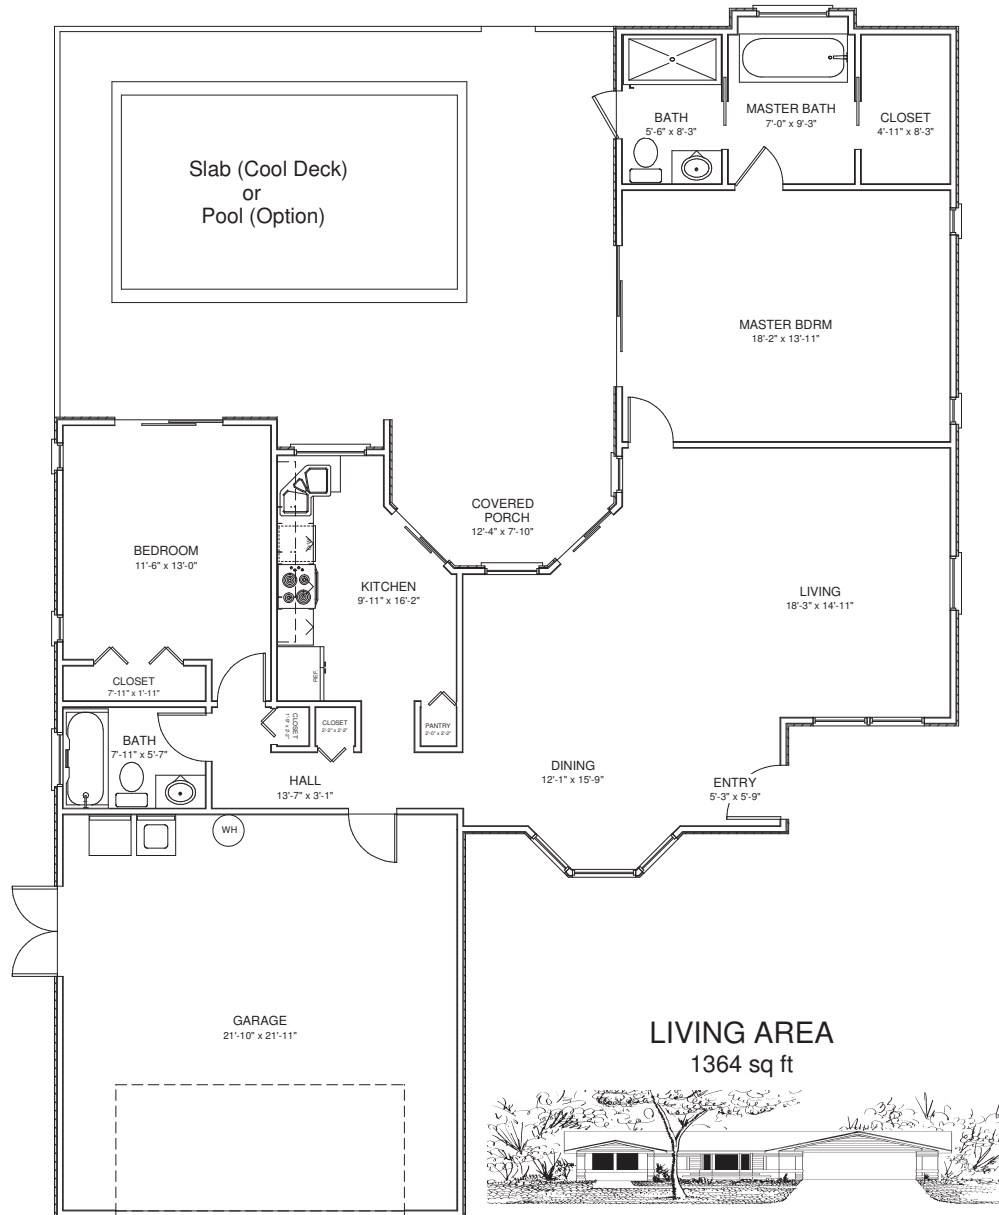 BATH
5'-6" x 8'-3"
MASTER BATH
7'-0" x 9'-3"
CLOSET
4'-11" x 8'-3"
Slab (Cool Deck)
or
Pool (Option)
MASTER BDRM
18'-2" x 13'-11"
COVERED
PORCH
12'-4" x 7'-10"
BEDROOM
11'-6" x 13'-0"
KITCHEN
9'-11" x 16'-2"
LIVING
18'-3" x 14'-11"
REF.
CLOSET
7'-11" x 1'-11"
CLOSET
CLOSET
2'-2" x 2'-2"
PANTRY
2'-0" x 2'-2"
BATH
7'-11" x 5'-7"
HALL
13'-7" x 3'-1"
DINING
12'-1" x 15'-9"
ENTRY
5'-3" x 5'-9"
WH
GARAGE
21'-10" x 21'-11"
LIVING AREA
1364 sq ft